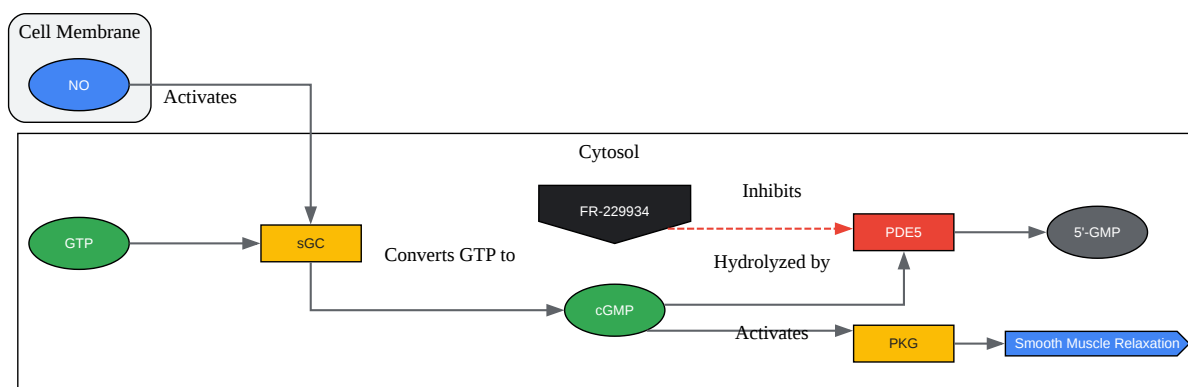 Cell Membrane
NO
Activates
Cytosol
FR-229934
Inhibits
GTP
sGC
PDE5
5'-GMP
Converts GTP to
Hydrolyzed by
cGMP
Activates
PKG
Smooth Muscle Relaxation